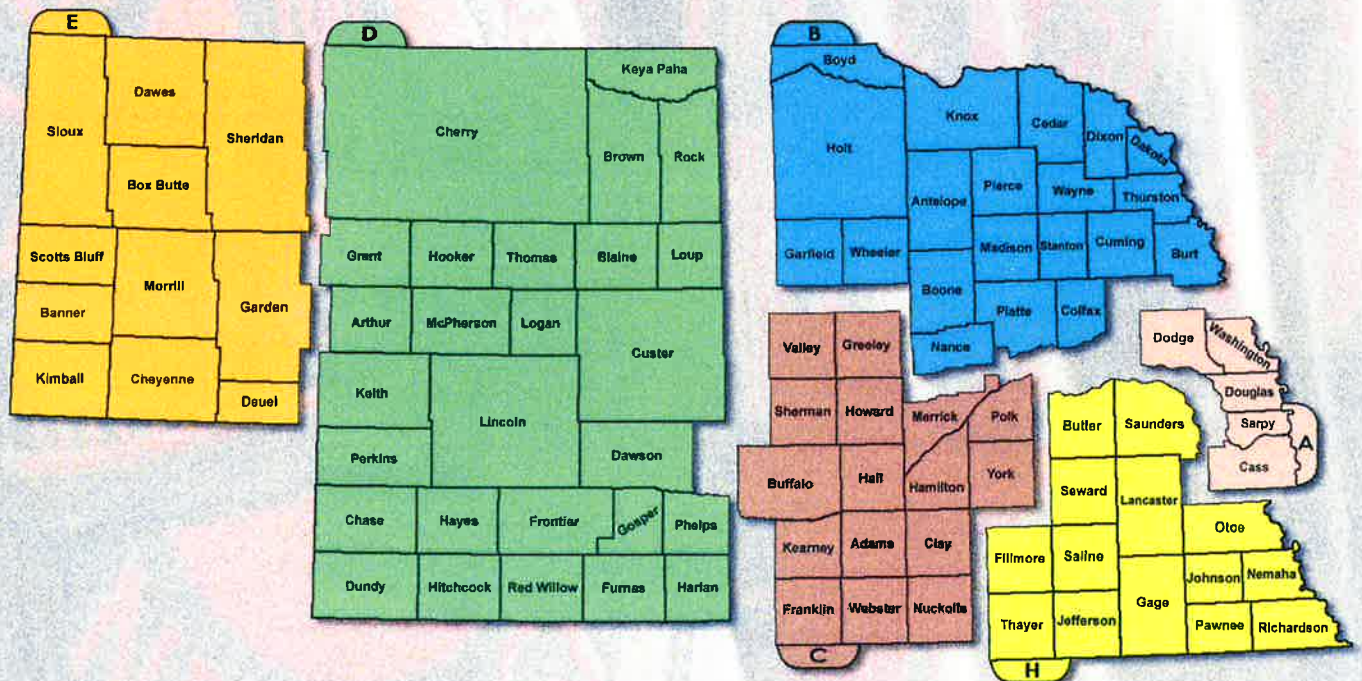 E
Sioux
Dawes
Sheridan
Box Butte
Scotts Bluff
Morrill
Garden
Banner
Kimball
Cheyenne
Deuel
D
Cherry
Keya Paha
Brown
Rock
Grant
Hooker
Thomas
Blaine
Loup
Arthur
McPherson
Logan
Custer
Keith
Lincoln
Perkins
Dawson
Chase
Hayes
Frontier
Gosper
Phelps
Dundy
Hitchcock
Red Willow
Furnas
Harlan
B
Boyd
Holt
Knox
Cedar
Dixon
Dakota
Antelope
Pierce
Wayne
Thurston
Garfield
Wheeler
Madison
Stanton
Cuming
Burt
Boone
Platte
Colfax
Nance
Valley
Greeley
Sherman
Howard
Merrick
Polk
Buffalo
Hall
Hamilton
York
Kearney
Adams
Clay
Franklin
Webster
Nuckolls
C
Dodge
Washington
Douglas
Sarpy
Cass
A
Butler
Saunders
Seward
Lancaster
Otoe
Fillmore
Saline
Johnson
Nemaha
Gage
Thayer
Jefferson
Pawnee
Richardson
H